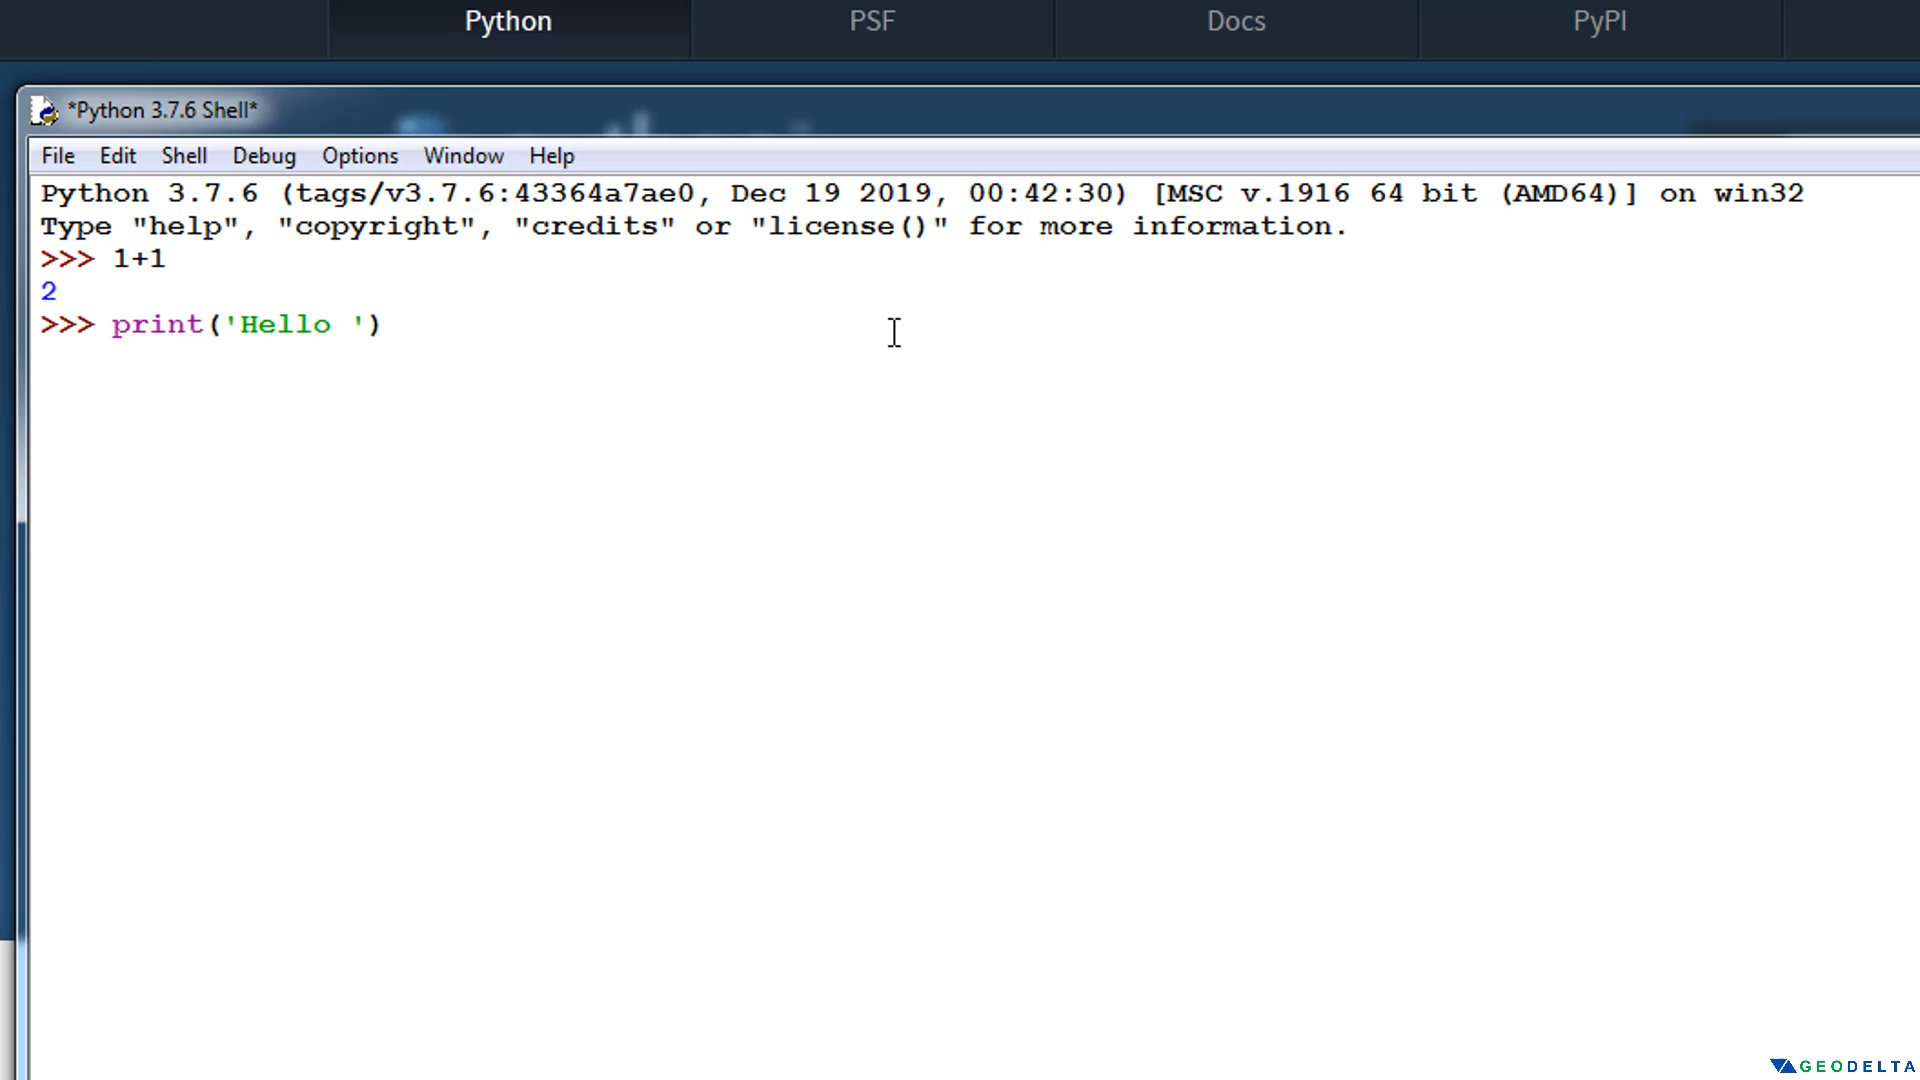 Python PSF Docs PyPI
*Python 3.7.6 Shell*
File Edit Shell Debug Options Window Help
Python 3.7.6 (tags/v3.7.6:43364a7ae0, Dec 19 2019, 00:42:30) [MSC v.1916 64 bit (AMD64)] on win32
Type "help", "copyright", "credits" or "license()" for more information.
>>> 1+1
2
>>> print('Hello ')
GEODELTA